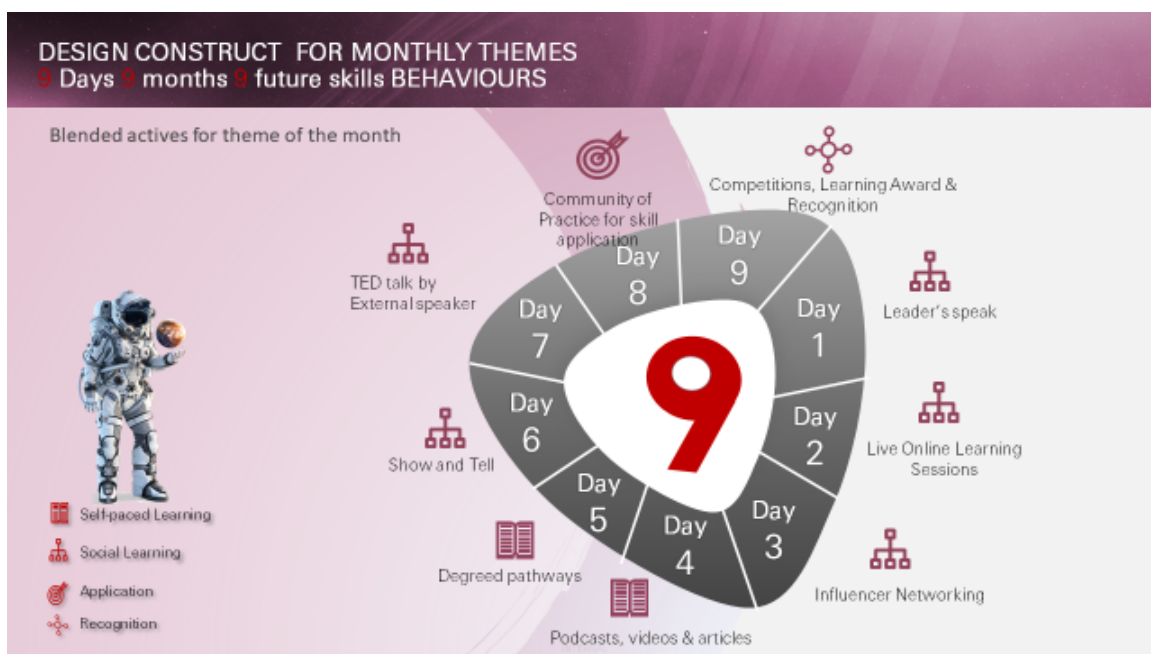 DESIGN CONSTRUCT FOR MONTHLY THEMES
9 Days 9 months 9 future skills BEHAVIOURS
Blended actives for theme of the month
Community of
Practice for skill
application
Competitions, Learning Award &
Recognition
TED talk by
External speaker
Leader's speak
Live Online Learning
Sessions
Show and Tell
Degreed pathways
Influencer Networking
Podcasts, videos & articles
Day
1
Day
2
Day
3
Day
4
Day
5
Day
6
Day
7
Day
8
Day
9
9
Self-paced Learning
Social Learning
Application
Recognition